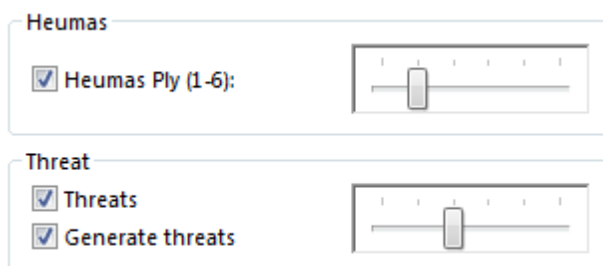 Heumas
Heumas Ply (1-6):
Threat
Threats
Generate threats